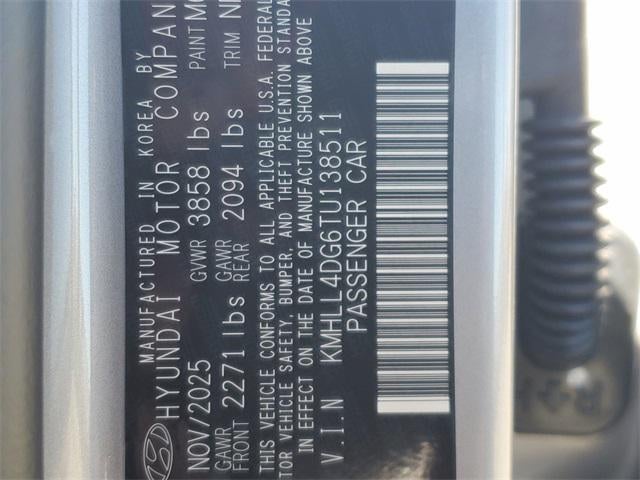 MANUFACTURED IN KOREA BY
HYUNDAI MOTOR COMPAN
NOV/2025 GVWR 3858 lbs PAINT
GAWR FRONT 2271 lbs GAWR REAR 2094 lbs TRIM
THIS VEHICLE CONFORMS TO ALL APPLICABLE U.S.A. FEDERAL
TOR VEHICLE SAFETY, BUMPER, AND THEFT PREVENTION STANDA
IN EFFECT ON THE DATE OF MANUFACTURE SHOWN ABOVE
V.I.N KMHLL4DG6TU138511
PASSENGER CAR